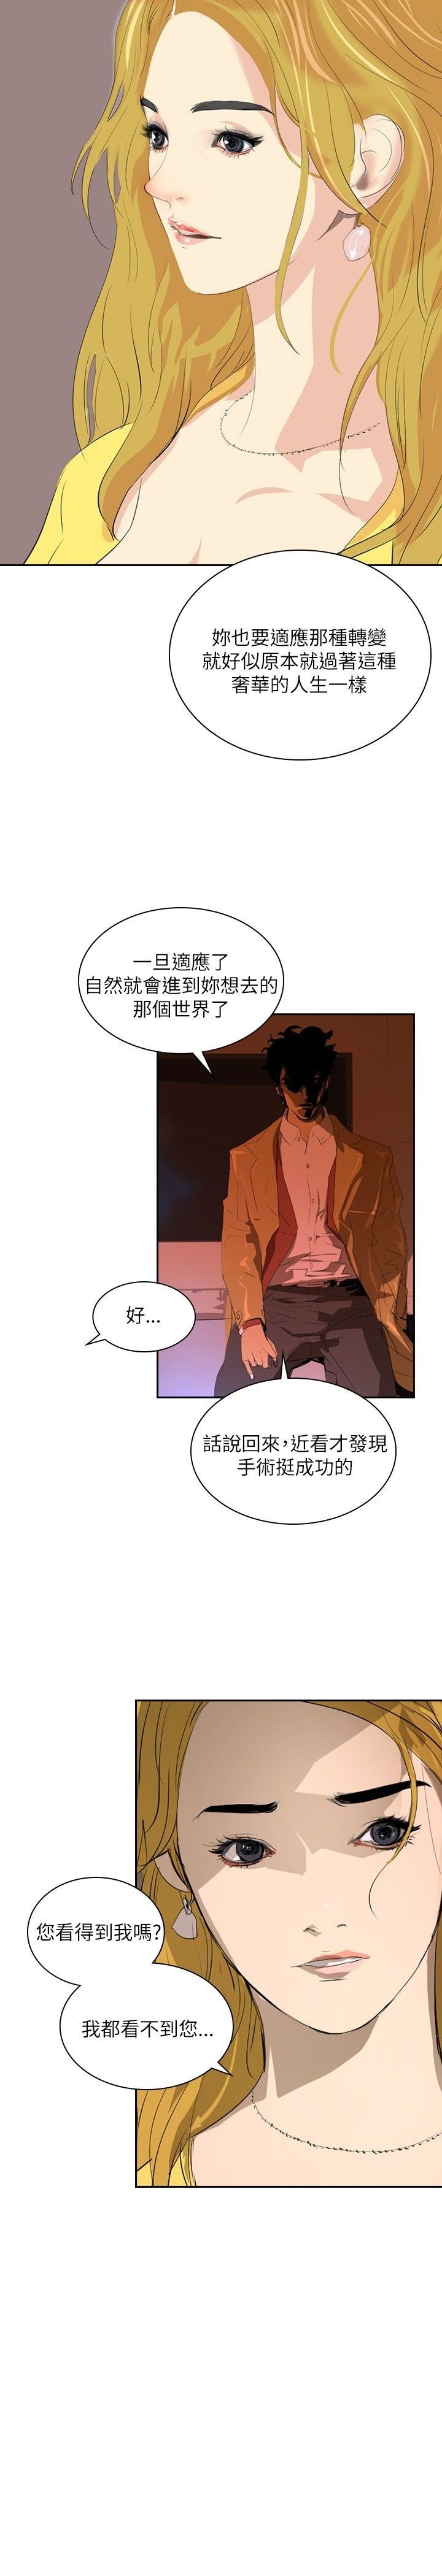 妳也要適應那種轉變
就好似原本就過著這種
奢華的人生一樣
一旦適應了
自然就會進到妳想去的
那個世界了
好...
話說回來，近看才發現
手術挺成功的
您看得到我嗎？
我都看不到您...